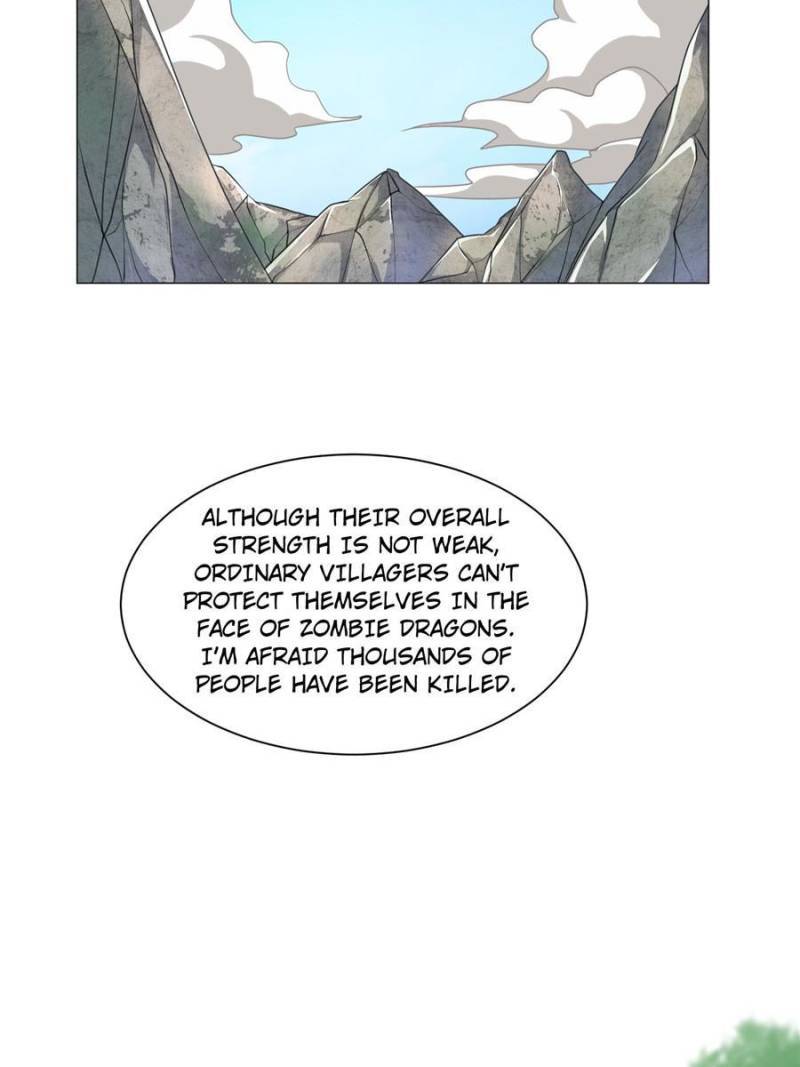 ALTHOUGH THEIR OVERALL
STRENGTH IS NOT WEAK,
ORDINARY VILLAGERS CAN'T
PROTECT THEMSELVES IN THE
FACE OF ZOMBIE DRAGONS.
I'M AFRAID THOUSANDS OF
PEOPLE HAVE BEEN KILLED.